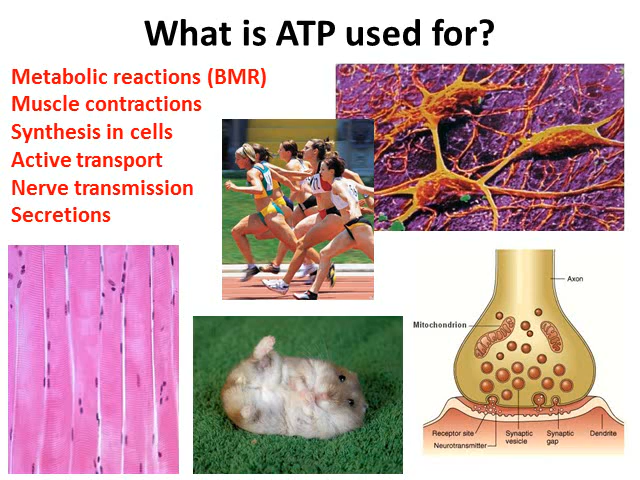 What is ATP used for?
Metabolic reactions (BMR)
Muscle contractions
Synthesis in cells
Active transport
Nerve transmission
Secretions
Axon
Mitochondrion
Receptor site
Synaptic vesicle
Synaptic gap
Dendrite
Neurotransmitter